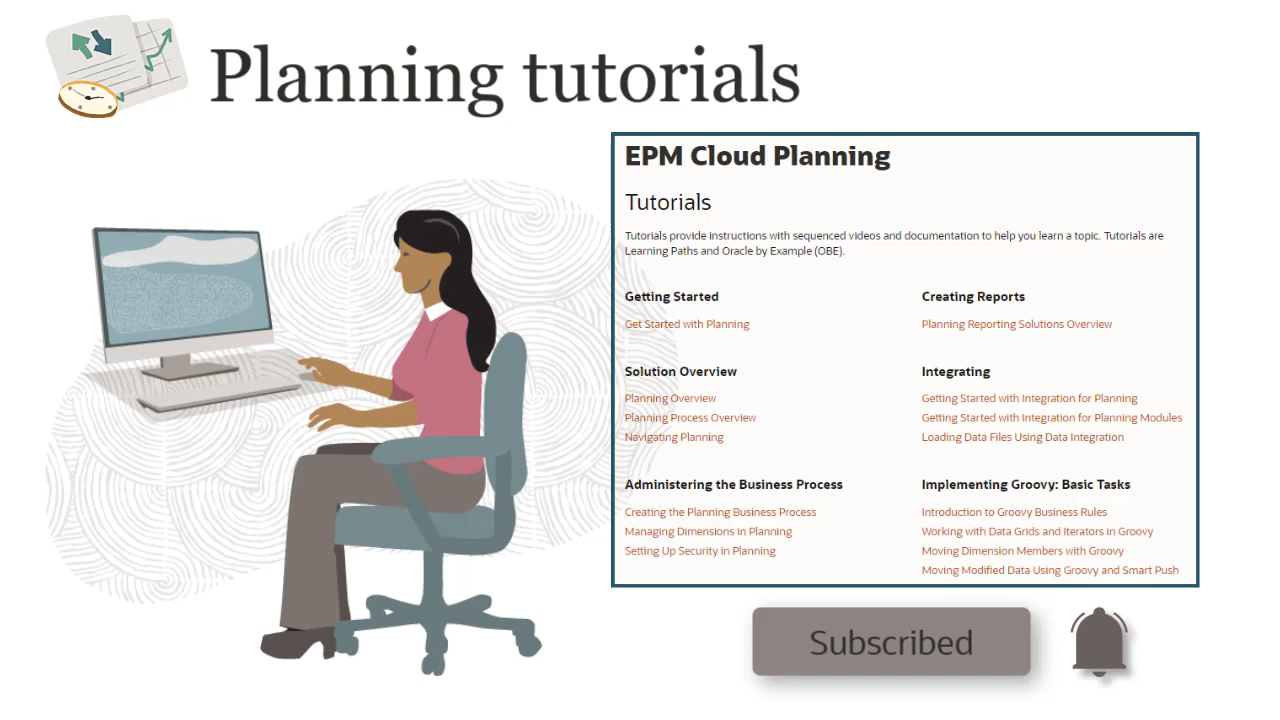 Planning tutorials
EPM Cloud Planning
Tutorials
Tutorials provide instructions with sequenced videos and documentation to help you learn a topic. Tutorials are
Learning Paths and Oracle by Example (OBE).
Getting Started
Get Started with Planning
Solution Overview
Planning Overview
Planning Process Overview
Navigating Planning
Administering the Business Process
Creating the Planning Business Process
Managing Dimensions in Planning
Setting Up Security in Planning
Creating Reports
Planning Reporting Solutions Overview
Integrating
Getting Started with Integration for Planning
Getting Started with Integration for Planning Modules
Loading Data Files Using Data Integration
Implementing Groovy: Basic Tasks
Introduction to Groovy Business Rules
Working with Data Grids and Iterators in Groovy
Moving Dimension Members with Groovy
Moving Modified Data Using Groovy and Smart Push
Subscribed